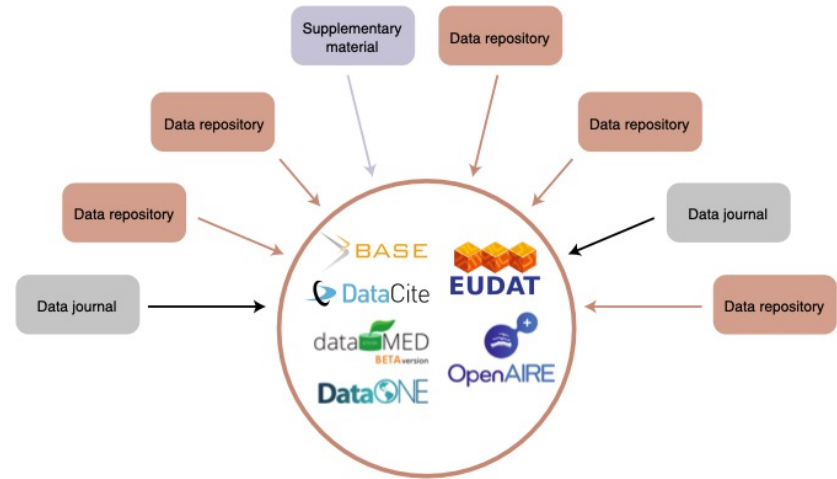 Supplementary
material
Data repository
Data repository
Data repository
Data repository
Data journal
Data journal
Data repository
BASE
EUDAT
DataCite
dataMED
BETA version
OpenAIRE
DataONE